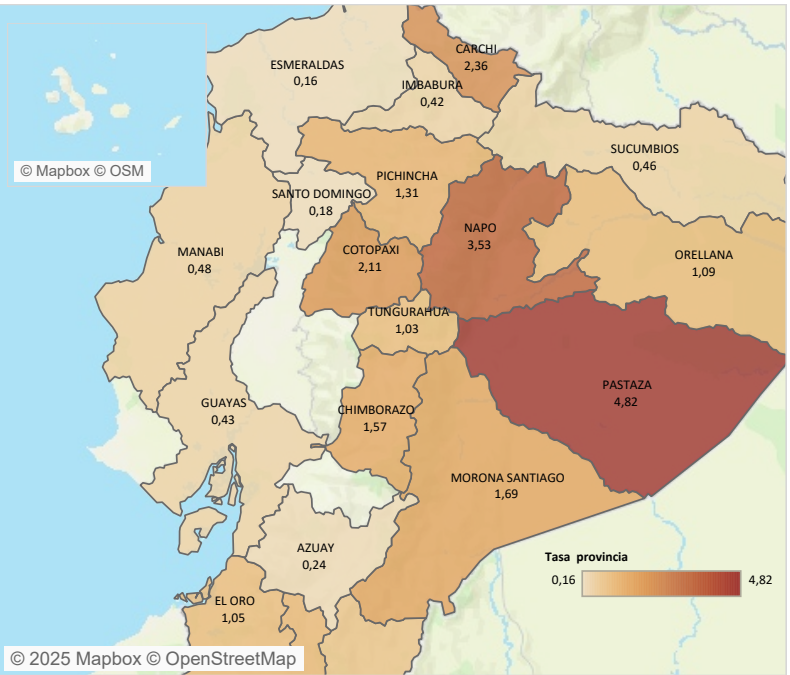 CARCHI
2,36
ESMERALDAS
0,16
IMBABURA
0,42
SUCUMBIOS
0,46
© Mapbox © OSM
PICHINCHA
1,31
SANTO DOMINGO
0,18
NAPO
3,53
MANABI
0,48
COTOPAXI
2,11
ORELLANA
1,09
TUNGURAHUA
1,03
PASTAZA
4,82
GUAYAS
0,43
CHIMBORAZO
1,57
MORONA SANTIAGO
1,69
AZUAY
0,24
Tasa provincia
0,16 4,82
EL ORO
1,05
© 2025 Mapbox © OpenStreetMap